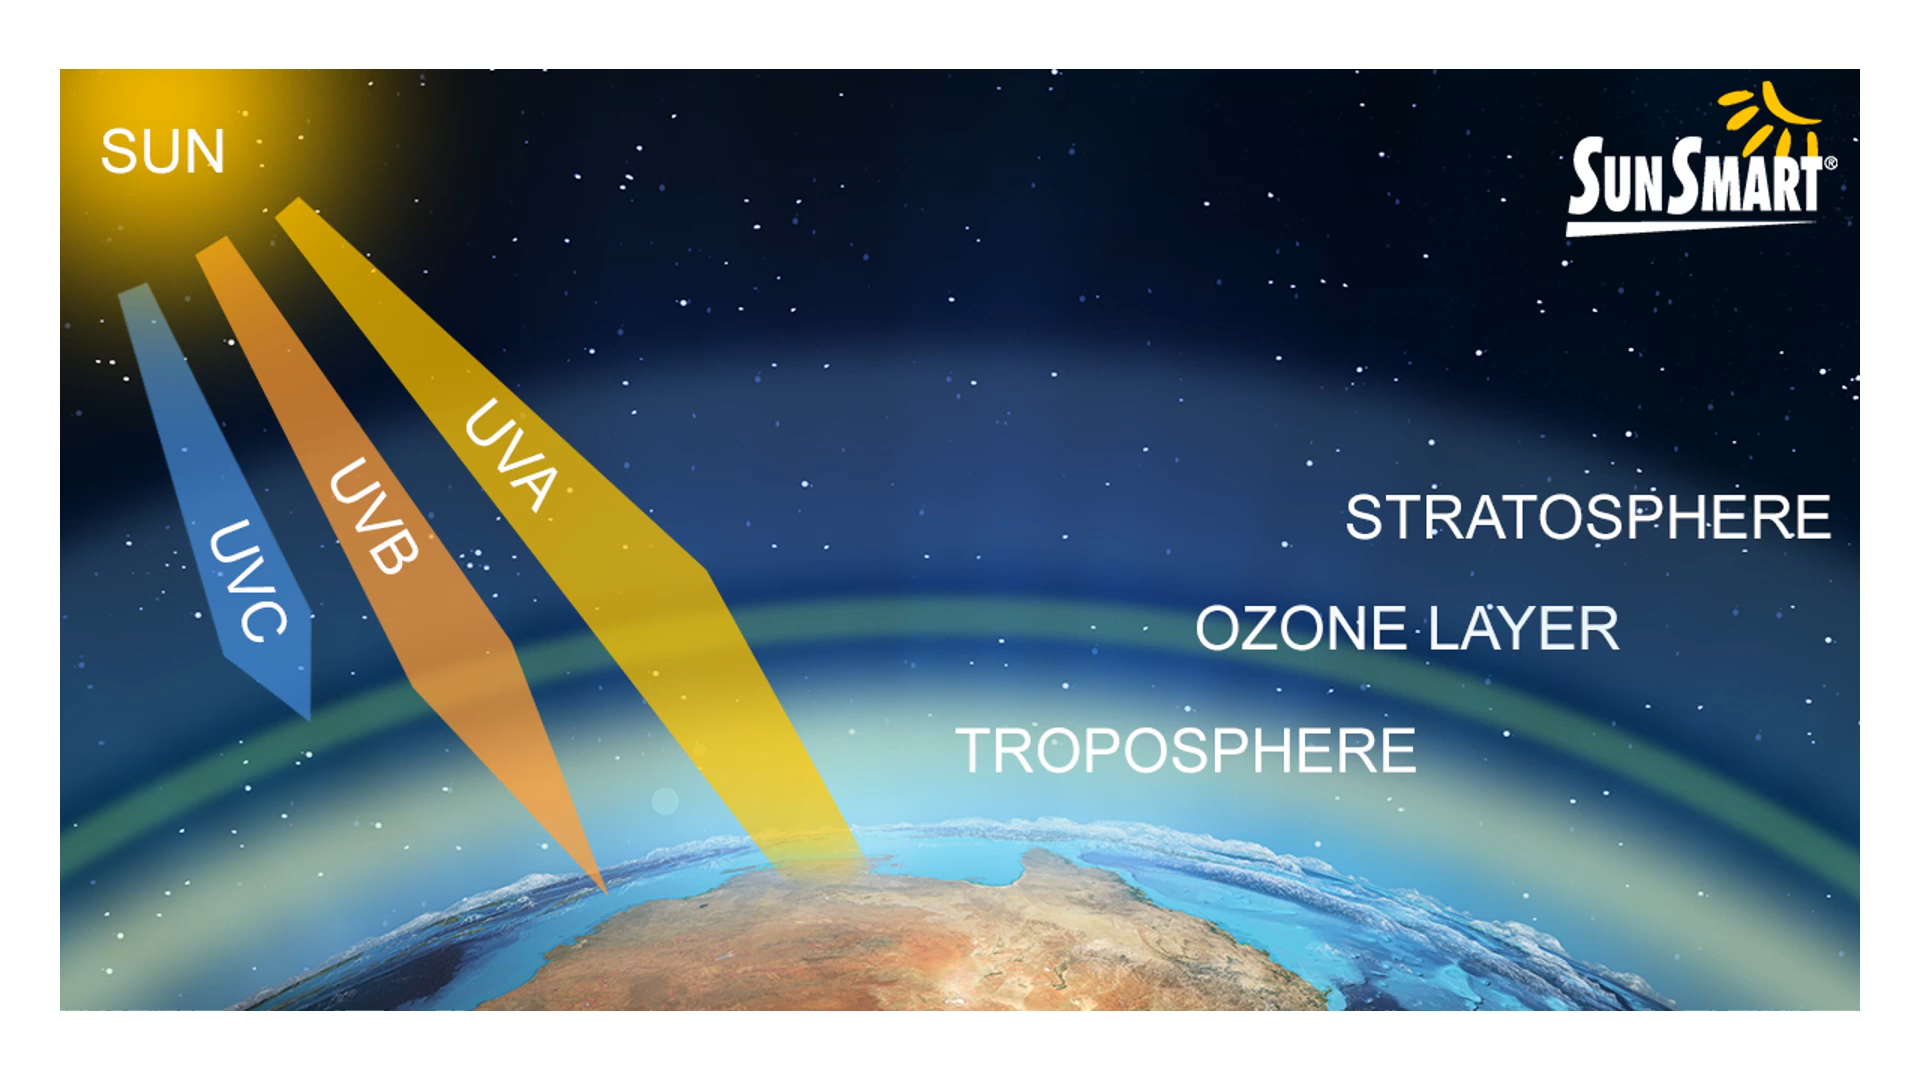 SUN
SUNSMART®
UVA
UVB
UVC
STRATOSPHERE
OZONE LAYER
TROPOSPHERE